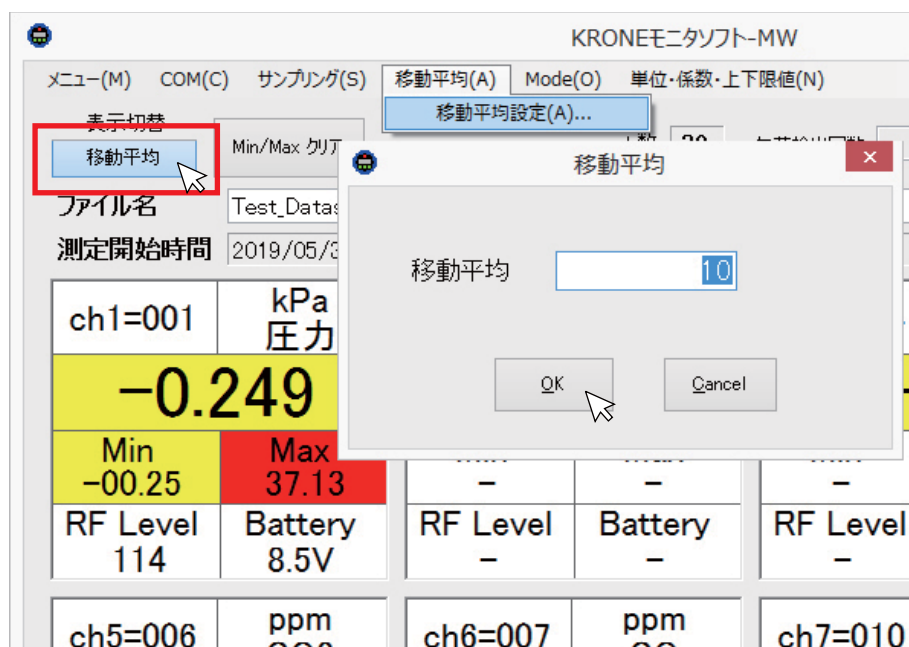 KRONEモニタソフト-MW
メニュー(M) COM(C) サンプリング(S) 移動平均(A) Mode(O) 単位・係数・上下限値(N)
移動平均設定(A)...
表示切替
移動平均
Min/Max クリア
移動平均
ファイル名 Test_Datas
測定開始時間 2019/05/3
移動平均 10
OK Cancel
ch1=001 kPa
圧力
-0.249
Min Max
-00.25 37.13
RF Level Battery RF Level Battery RF Level
114 8.5V - - -
ch5=006 ppm ch6=007 ppm ch7=010